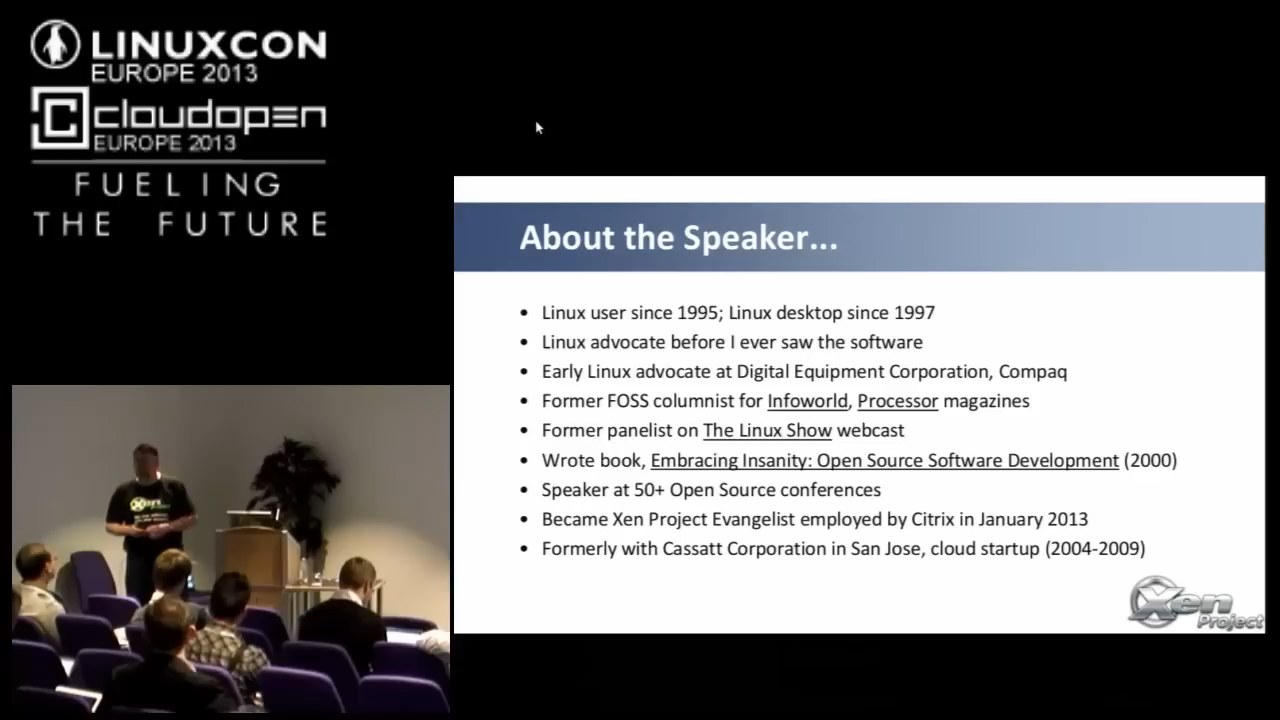 LINUXCON
EUROPE 2013
cloudopen
EUROPE 2013
FUELING
THE FUTURE
About the Speaker...
• Linux user since 1995; Linux desktop since 1997
• Linux advocate before I ever saw the software
• Early Linux advocate at Digital Equipment Corporation, Compaq
• Former FOSS columnist for Infoworld, Processor magazines
• Former panelist on The Linux Show webcast
• Wrote book, Embracing Insanity: Open Source Software Development (2000)
• Speaker at 50+ Open Source conferences
• Became Xen Project Evangelist employed by Citrix in January 2013
• Formerly with Cassatt Corporation in San Jose, cloud startup (2004-2009)
Xen
Project